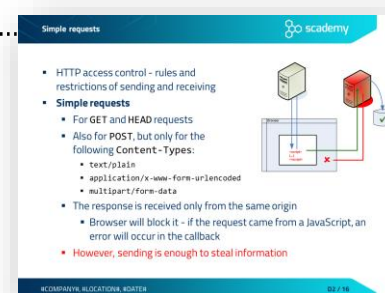 Simple requests
scademy
HTTP access control - rules and
restrictions of sending and receiving
Simple requests
For GET and HEAD requests
Also for POST, but only for the
following Content-Types:
text/plain
application/x-www-form-urlencoded
multipart/form-data
The response is received only from the same origin
Browser will block it - if the request came from a JavaScript, an
error will occur in the callback
However, sending is enough to steal information
#COMPANY#, #LOCATION#, #DATE#
D2 / 16